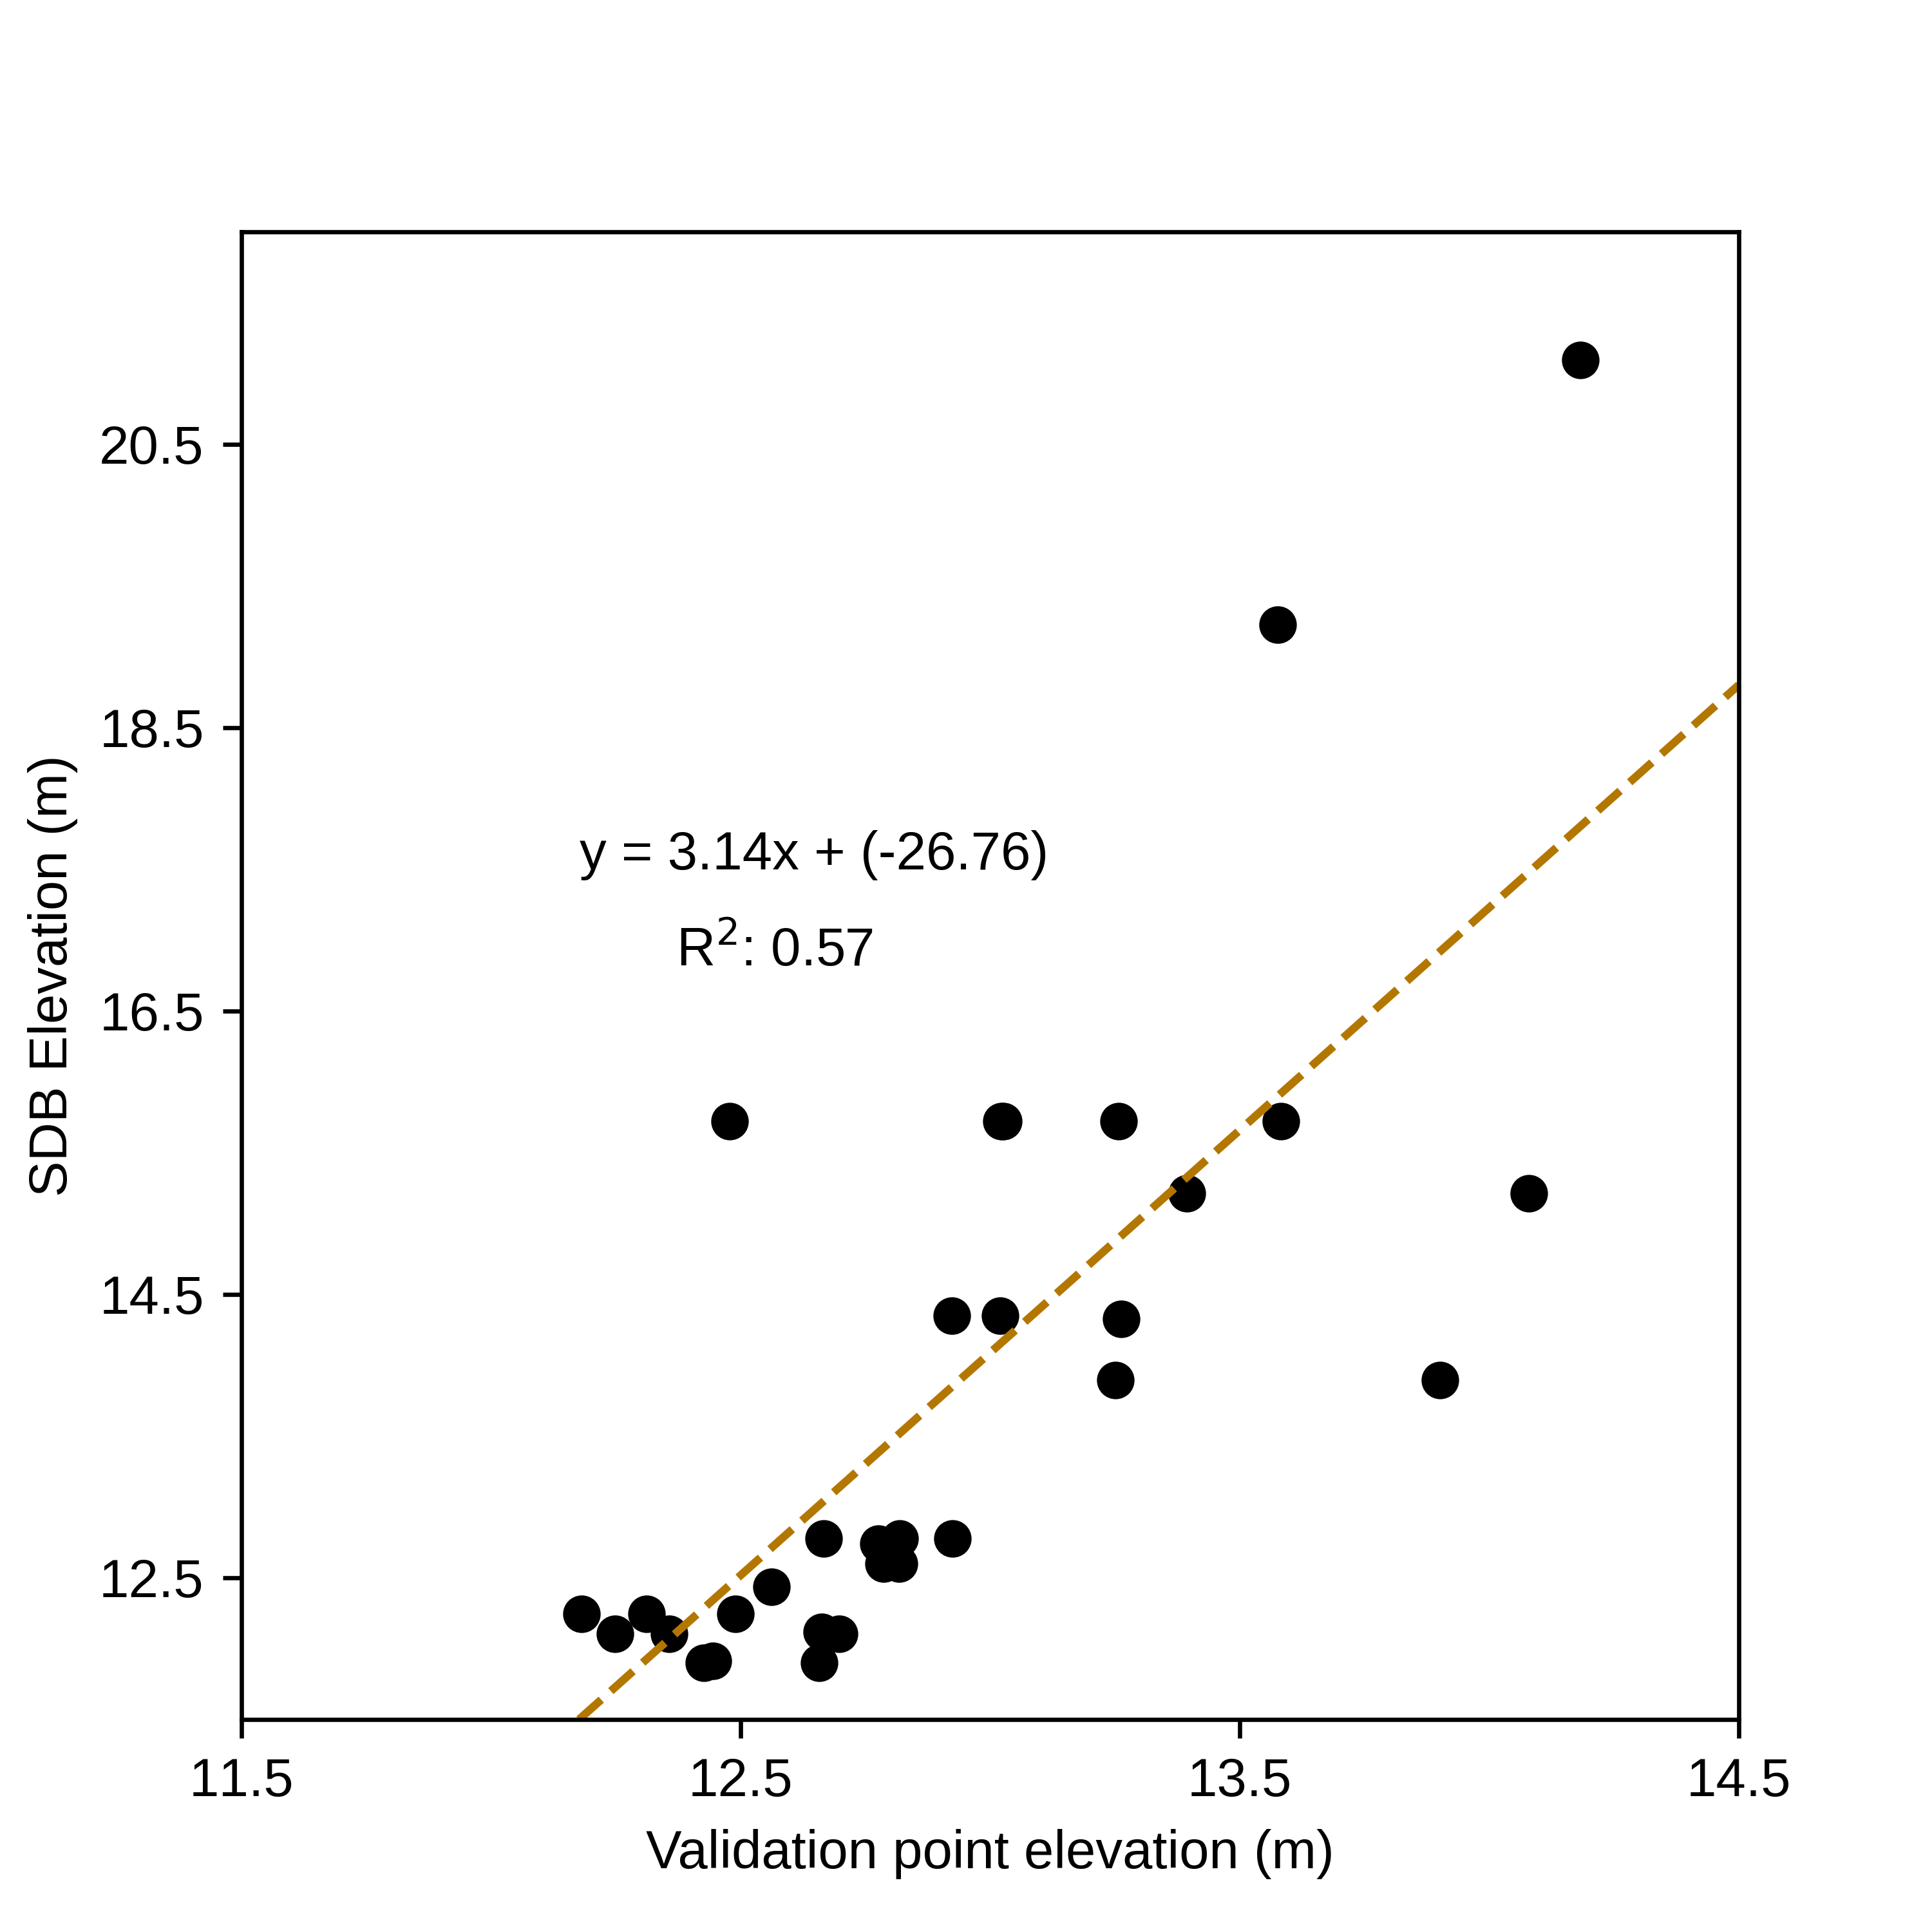 20.5
18.5
16.5
14.5
12.5
SDB Elevation (m)
y = 3.14x + (-26.76)
R²: 0.57
11.5 12.5 13.5 14.5
Validation point elevation (m)